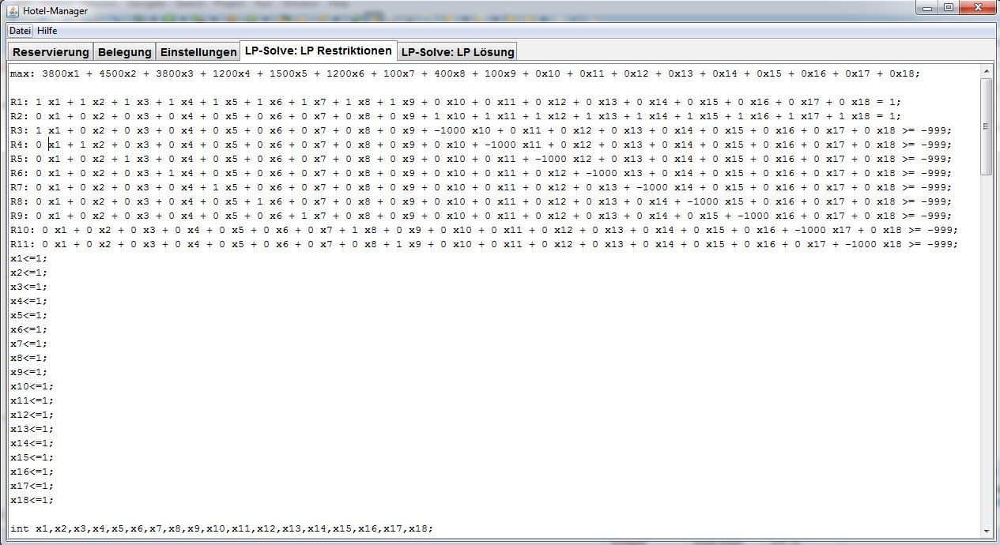 Hotel-Manager
Datei Hilfe
Reservierung Belegung Einstellungen LP-Solve: LP Restriktionen LP-Solve: LP Lösung
max: 3800x1 + 4500x2 + 3800x3 + 1200x4 + 1500x5 + 1200x6 + 100x7 + 400x8 + 100x9 + 0x10 + 0x11 + 0x12 + 0x13 + 0x14 + 0x15 + 0x16 + 0x17 + 0x18;
R1: 1 x1 + 1 x2 + 1 x3 + 1 x4 + 1 x5 + 1 x6 + 1 x7 + 1 x8 + 1 x9 + 0 x10 + 0 x11 + 0 x12 + 0 x13 + 0 x14 + 0 x15 + 0 x16 + 0 x17 + 0 x18 = 1;
R2: 0 x1 + 0 x2 + 0 x3 + 0 x4 + 0 x5 + 0 x6 + 0 x7 + 0 x8 + 0 x9 + 1 x10 + 1 x11 + 1 x12 + 1 x13 + 1 x14 + 1 x15 + 1 x16 + 1 x17 + 1 x18 = 1;
R3: 1 x1 + 0 x2 + 0 x3 + 0 x4 + 0 x5 + 0 x6 + 0 x7 + 0 x8 + 0 x9 + -1000 x10 + 0 x11 + 0 x12 + 0 x13 + 0 x14 + 0 x15 + 0 x16 + 0 x17 + 0 x18 >= -999;
R4: 0 x1 + 1 x2 + 0 x3 + 0 x4 + 0 x5 + 0 x6 + 0 x7 + 0 x8 + 0 x9 + 0 x10 + -1000 x11 + 0 x12 + 0 x13 + 0 x14 + 0 x15 + 0 x16 + 0 x17 + 0 x18 >= -999;
R5: 0 x1 + 0 x2 + 1 x3 + 0 x4 + 0 x5 + 0 x6 + 0 x7 + 0 x8 + 0 x9 + 0 x10 + 0 x11 + -1000 x12 + 0 x13 + 0 x14 + 0 x15 + 0 x16 + 0 x17 + 0 x18 >= -999;
R6: 0 x1 + 0 x2 + 0 x3 + 1 x4 + 0 x5 + 0 x6 + 0 x7 + 0 x8 + 0 x9 + 0 x10 + 0 x11 + 0 x12 + -1000 x13 + 0 x14 + 0 x15 + 0 x16 + 0 x17 + 0 x18 >= -999;
R7: 0 x1 + 0 x2 + 0 x3 + 0 x4 + 1 x5 + 0 x6 + 0 x7 + 0 x8 + 0 x9 + 0 x10 + 0 x11 + 0 x12 + 0 x13 + -1000 x14 + 0 x15 + 0 x16 + 0 x17 + 0 x18 >= -999;
R8: 0 x1 + 0 x2 + 0 x3 + 0 x4 + 0 x5 + 1 x6 + 0 x7 + 0 x8 + 0 x9 + 0 x10 + 0 x11 + 0 x12 + 0 x13 + 0 x14 + -1000 x15 + 0 x16 + 0 x17 + 0 x18 >= -999;
R9: 0 x1 + 0 x2 + 0 x3 + 0 x4 + 0 x5 + 0 x6 + 1 x7 + 0 x8 + 0 x9 + 0 x10 + 0 x11 + 0 x12 + 0 x13 + 0 x14 + 0 x15 + -1000 x16 + 0 x17 + 0 x18 >= -999;
R10: 0 x1 + 0 x2 + 0 x3 + 0 x4 + 0 x5 + 0 x6 + 0 x7 + 1 x8 + 0 x9 + 0 x10 + 0 x11 + 0 x12 + 0 x13 + 0 x14 + 0 x15 + 0 x16 + -1000 x17 + 0 x18 >= -999;
R11: 0 x1 + 0 x2 + 0 x3 + 0 x4 + 0 x5 + 0 x6 + 0 x7 + 0 x8 + 1 x9 + 0 x10 + 0 x11 + 0 x12 + 0 x13 + 0 x14 + 0 x15 + 0 x16 + 0 x17 + -1000 x18 >= -999;
x1<=1;
x2<=1;
x3<=1;
x4<=1;
x5<=1;
x6<=1;
x7<=1;
x8<=1;
x9<=1;
x10<=1;
x11<=1;
x12<=1;
x13<=1;
x14<=1;
x15<=1;
x16<=1;
x17<=1;
x18<=1;
int x1,x2,x3,x4,x5,x6,x7,x8,x9,x10,x11,x12,x13,x14,x15,x16,x17,x18;